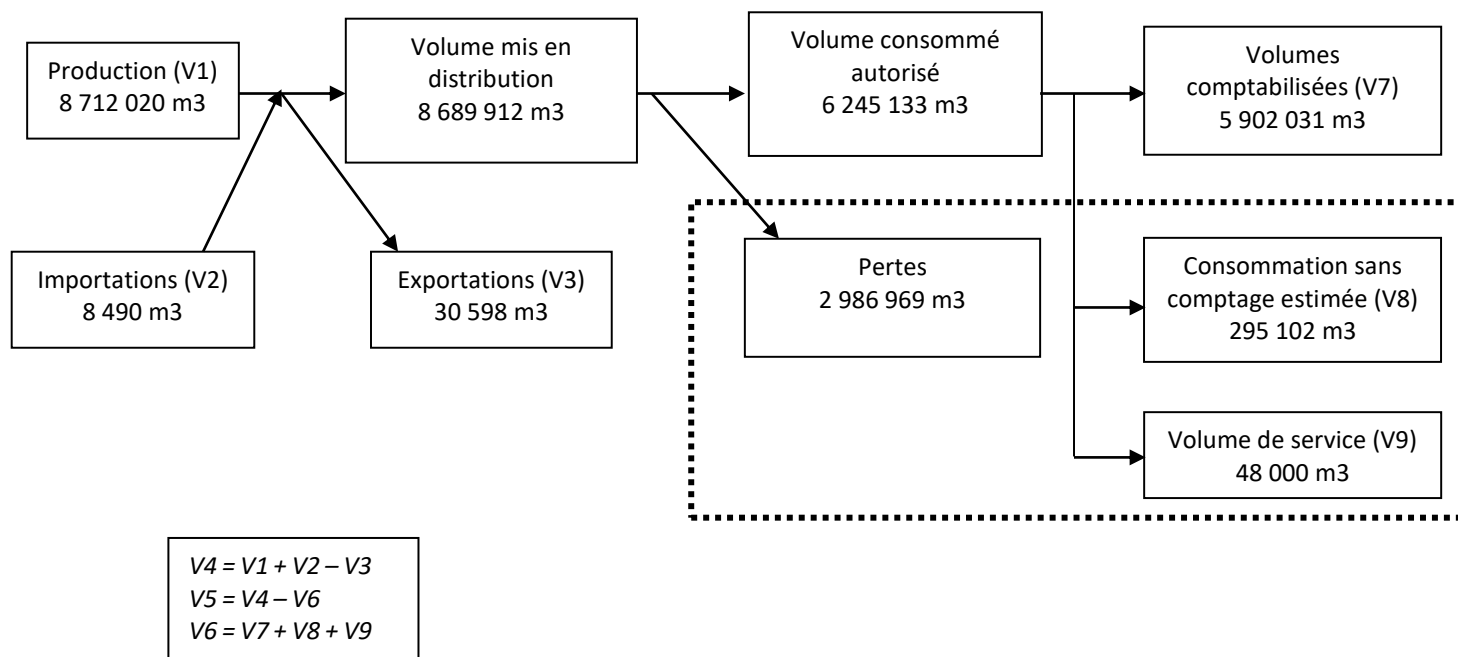 Production (V1)
8 712 020 m3
Volume mis en
distribution
8 689 912 m3
Volume consommé
autorisé
6 245 133 m3
Volumes
comptabilisées (V7)
5 902 031 m3
Importations (V2)
8 490 m3
Exportations (V3)
30 598 m3
Pertes
2 986 969 m3
Consommation sans
comptage estimée (V8)
295 102 m3
Volume de service (V9)
48 000 m3
V4 = V1 + V2 – V3
V5 = V4 – V6
V6 = V7 + V8 + V9